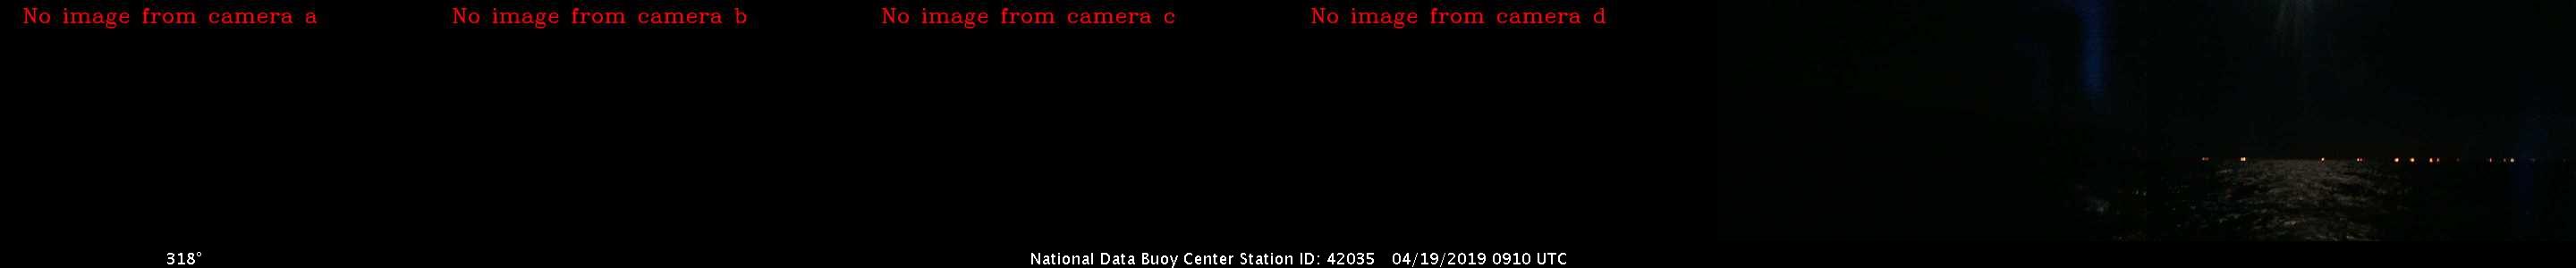 No image from camera a
No image from camera b
No image from camera c
No image from camera d
318°
National Data Buoy Center Station ID: 42035 04/19/2019 0910 UTC